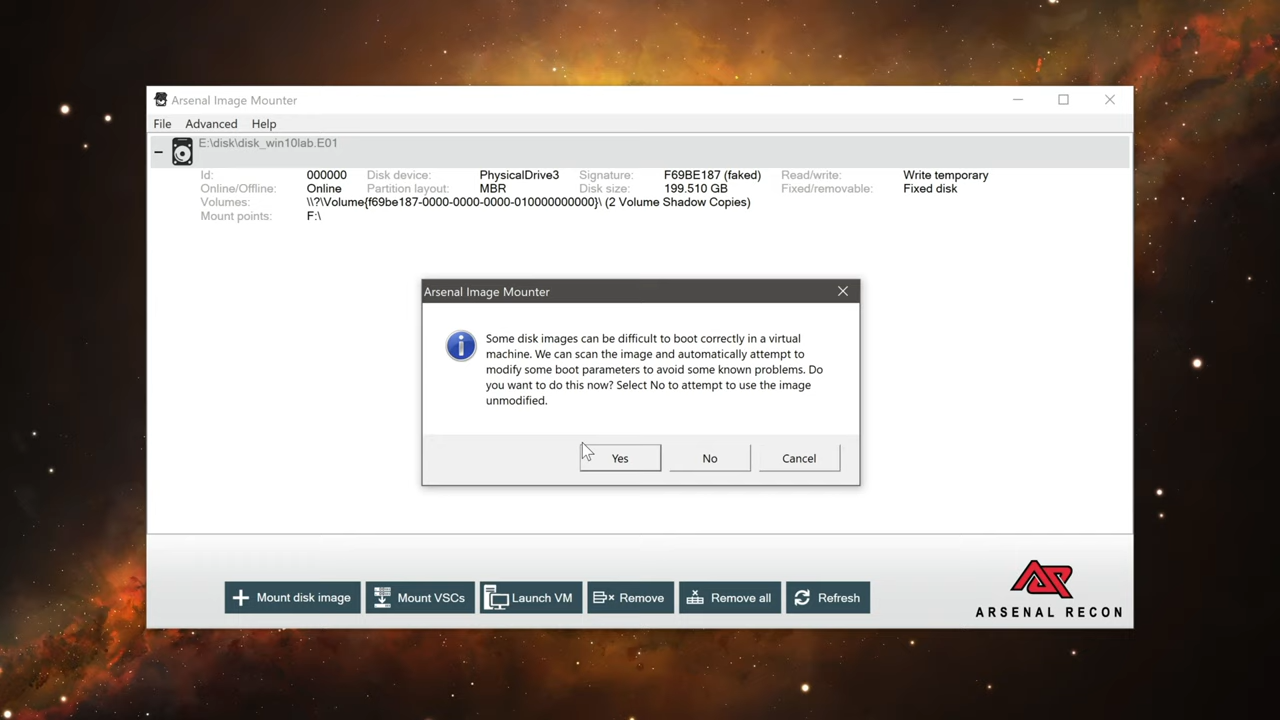 Arsenal Image Mounter
File Advanced Help
E:\disk\disk_win10lab.E01
Id: 000000 Disk device: PhysicalDrive3 Signature: F69BE187 (faked) Read/write: Write temporary
Online/Offline: Online Partition layout: MBR Disk size: 199.510 GB Fixed/removable: Fixed disk
Volumes: \\?\Volume{f69be187-0000-0000-0000-010000000000}\ (2 Volume Shadow Copies)
Mount points: F:\
Arsenal Image Mounter
Some disk images can be difficult to boot correctly in a virtual
machine. We can scan the image and automatically attempt to
modify some boot parameters to avoid some known problems. Do
you want to do this now? Select No to attempt to use the image
unmodified.
Yes No Cancel
Mount disk image Mount VSCs Launch VM Remove Remove all Refresh
ARSENAL RECON